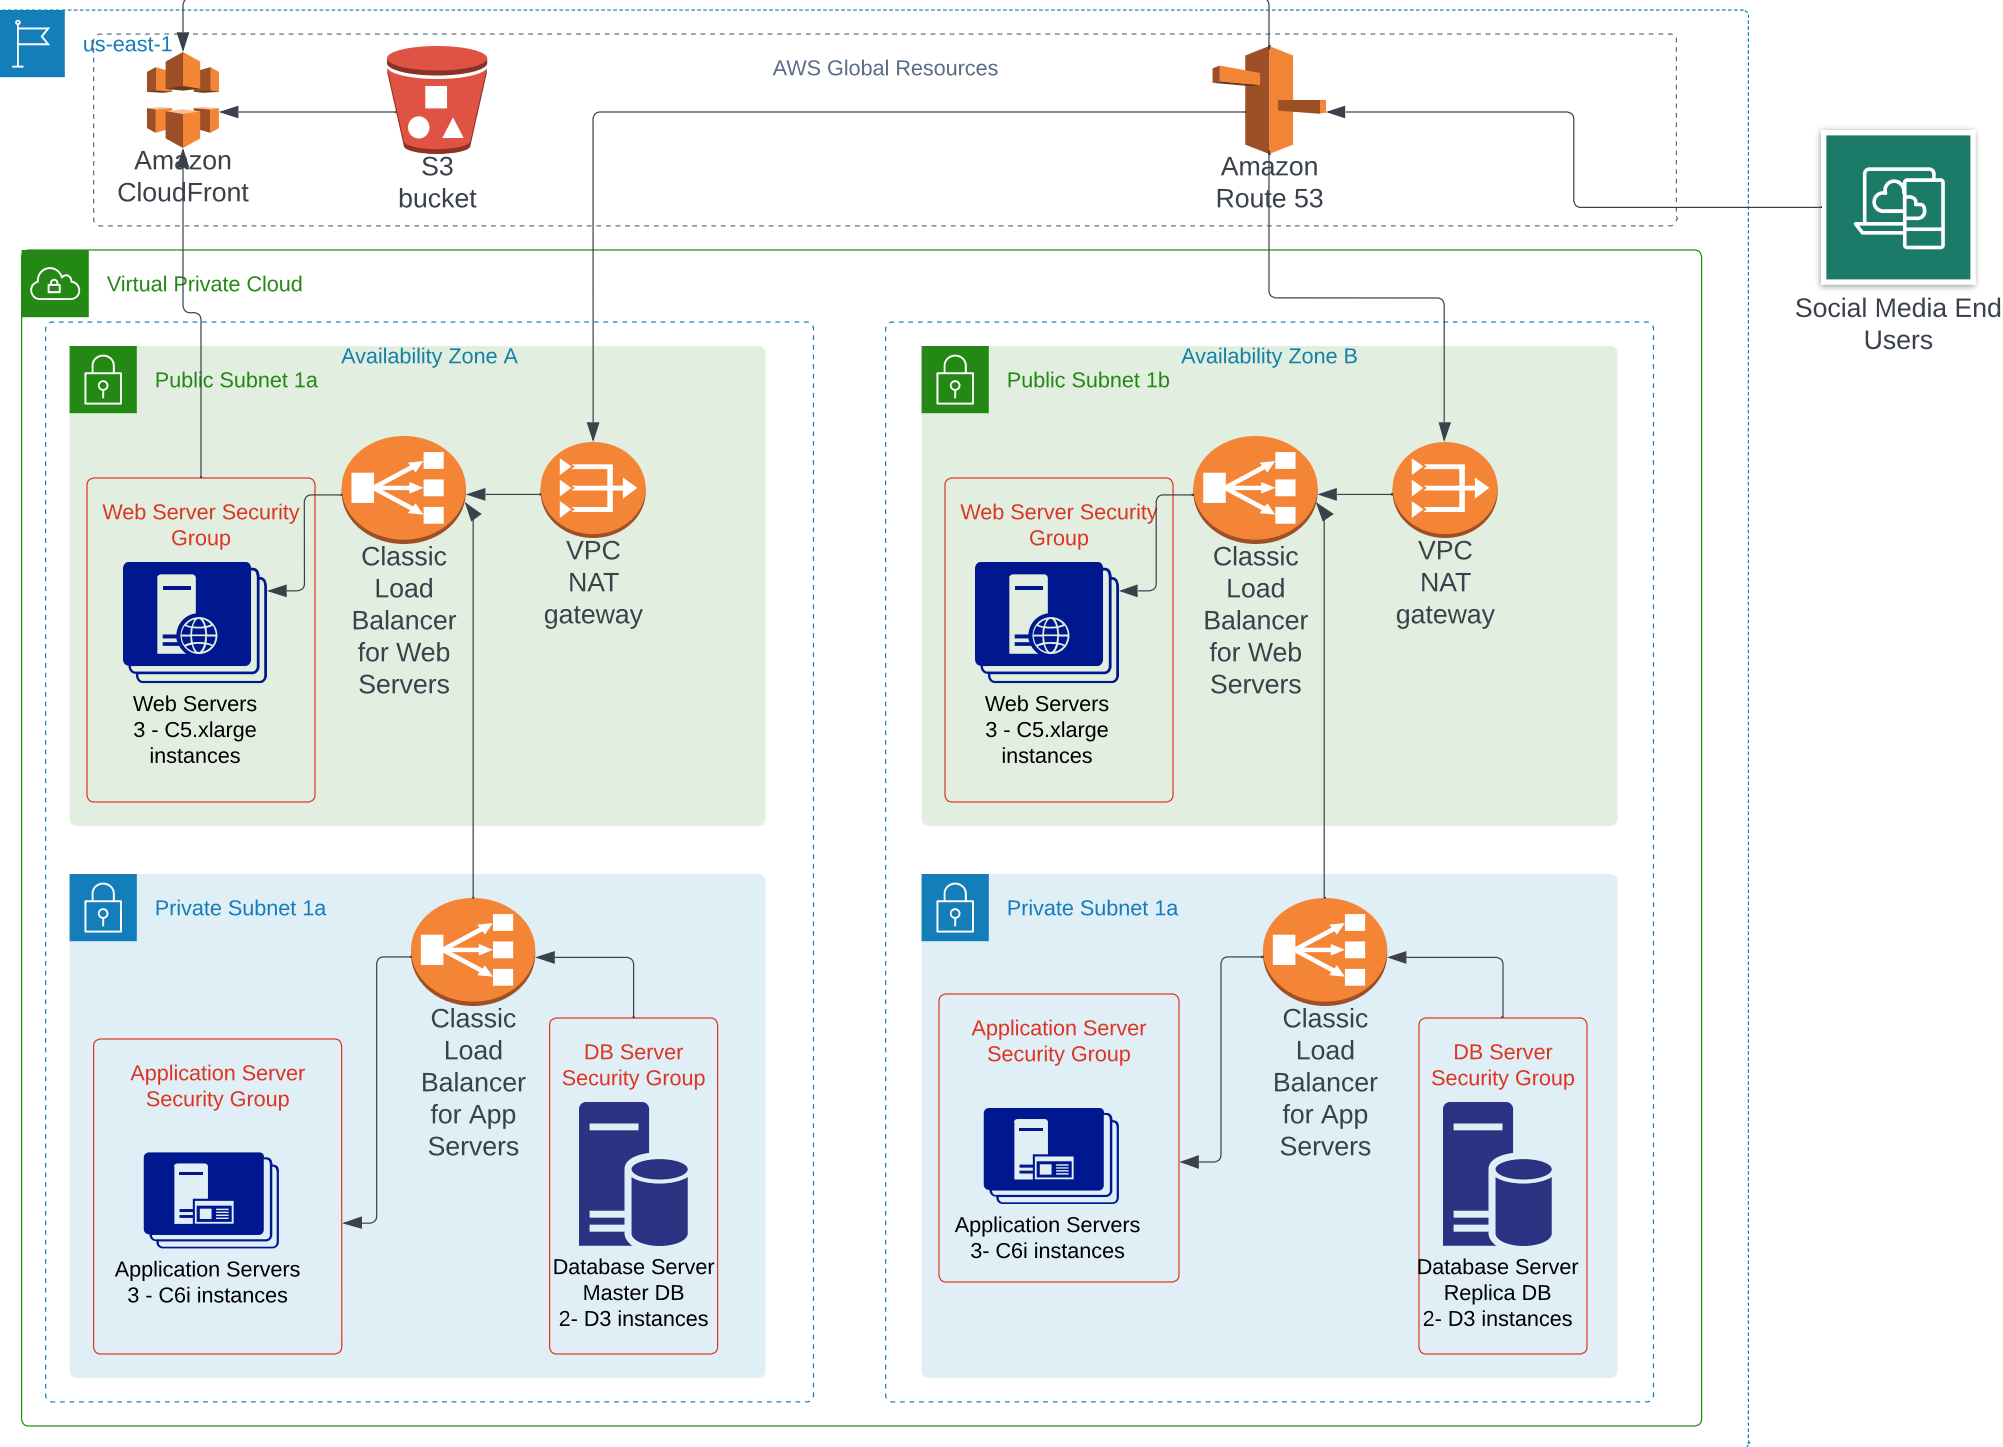 us-east-1
AWS Global Resources
Amazon
CloudFront
S3
bucket
Amazon
Route 53
Social Media End
Users
Virtual Private Cloud
Availability Zone A
Public Subnet 1a
Web Server Security
Group
Web Servers
3 - C5.xlarge
instances
Classic
Load
Balancer
for Web
Servers
VPC
NAT
gateway
Private Subnet 1a
Application Server
Security Group
Application Servers
3 - C6i instances
Classic
Load
Balancer
for App
Servers
DB Server
Security Group
Database Server
Master DB
2- D3 instances
Availability Zone B
Public Subnet 1b
Web Server Security
Group
Web Servers
3 - C5.xlarge
instances
Classic
Load
Balancer
for Web
Servers
VPC
NAT
gateway
Private Subnet 1a
Application Server
Security Group
Application Servers
3- C6i instances
Classic
Load
Balancer
for App
Servers
DB Server
Security Group
Database Server
Replica DB
2- D3 instances